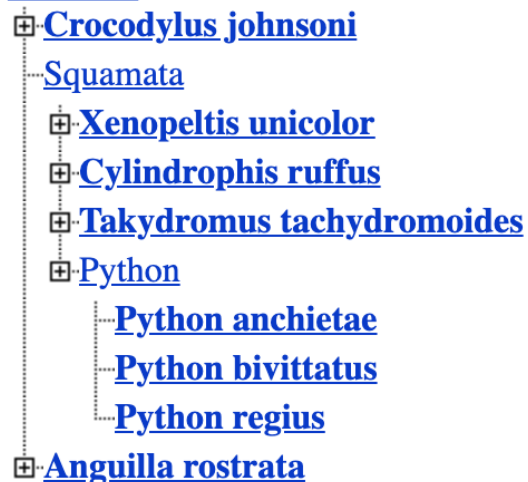 Crocodylus johnsoni
Squamata
Xenopeltis unicolor
Cylindrophis ruffus
Takydromus tachydromoides
Python
Python anchietae
Python bivittatus
Python regius
Anguilla rostrata